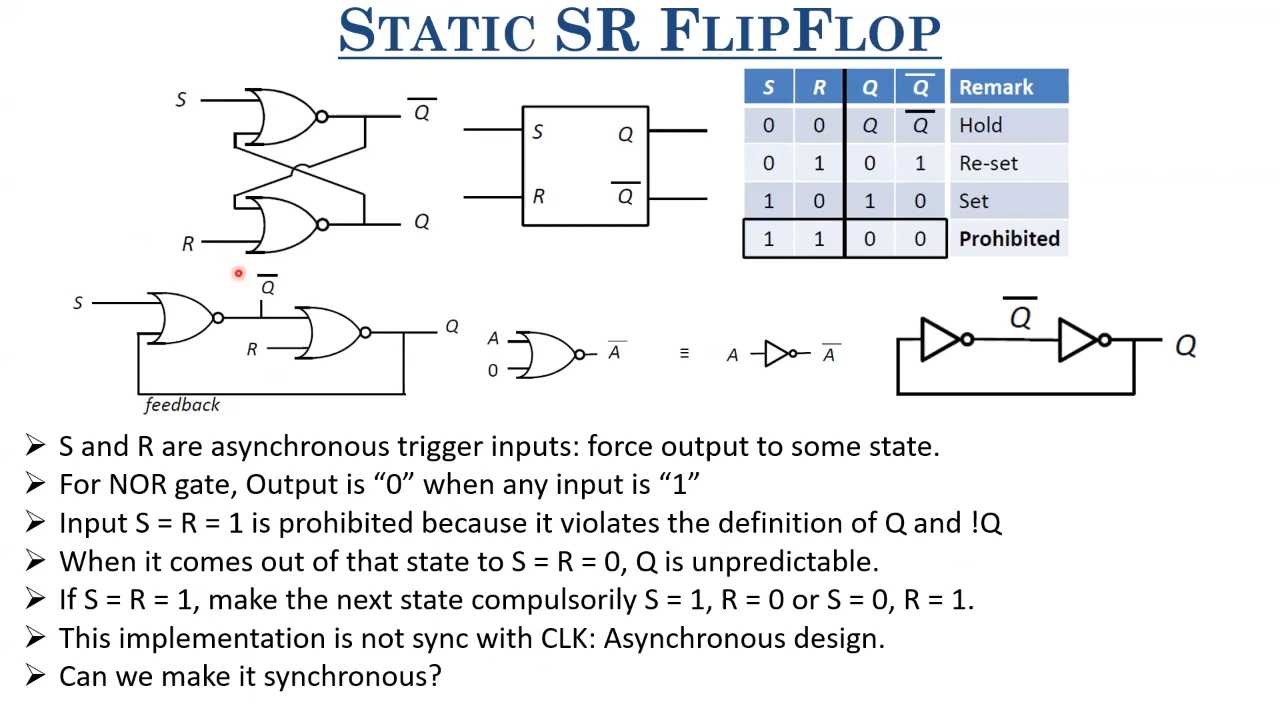 STATIC SR FLIPFLOP
S
Q̅
R
Q
S Q
R Q̅
S R Q Q̅ Remark
0 0 Q Q̅ Hold
0 1 0 1 Re-set
1 0 1 0 Set
1 1 0 0 Prohibited
S
Q̅
R
Q
feedback
A
0
A̅
≡
A
A̅
Q̅
Q
➢ S and R are asynchronous trigger inputs: force output to some state.
➢ For NOR gate, Output is “0” when any input is “1”
➢ Input S = R = 1 is prohibited because it violates the definition of Q and !Q
➢ When it comes out of that state to S = R = 0, Q is unpredictable.
➢ If S = R = 1, make the next state compulsorily S = 1, R = 0 or S = 0, R = 1.
➢ This implementation is not sync with CLK: Asynchronous design.
➢ Can we make it synchronous?